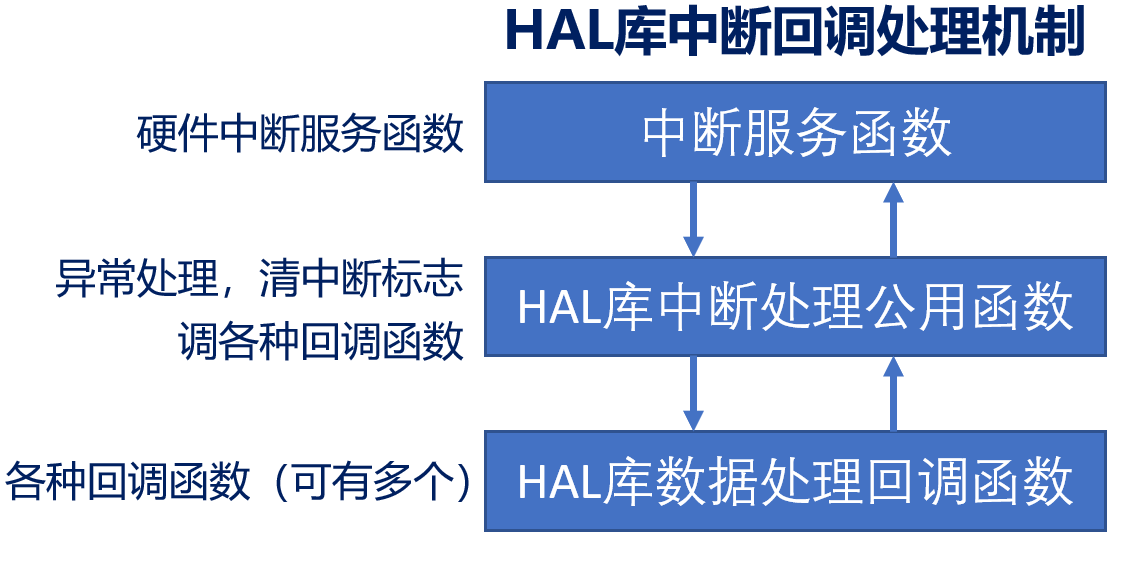 HAL库中断回调处理机制
硬件中断服务函数
中断服务函数
异常处理，清中断标志
调各种回调函数
HAL库中断处理公用函数
各种回调函数（可有多个）
HAL库数据处理回调函数